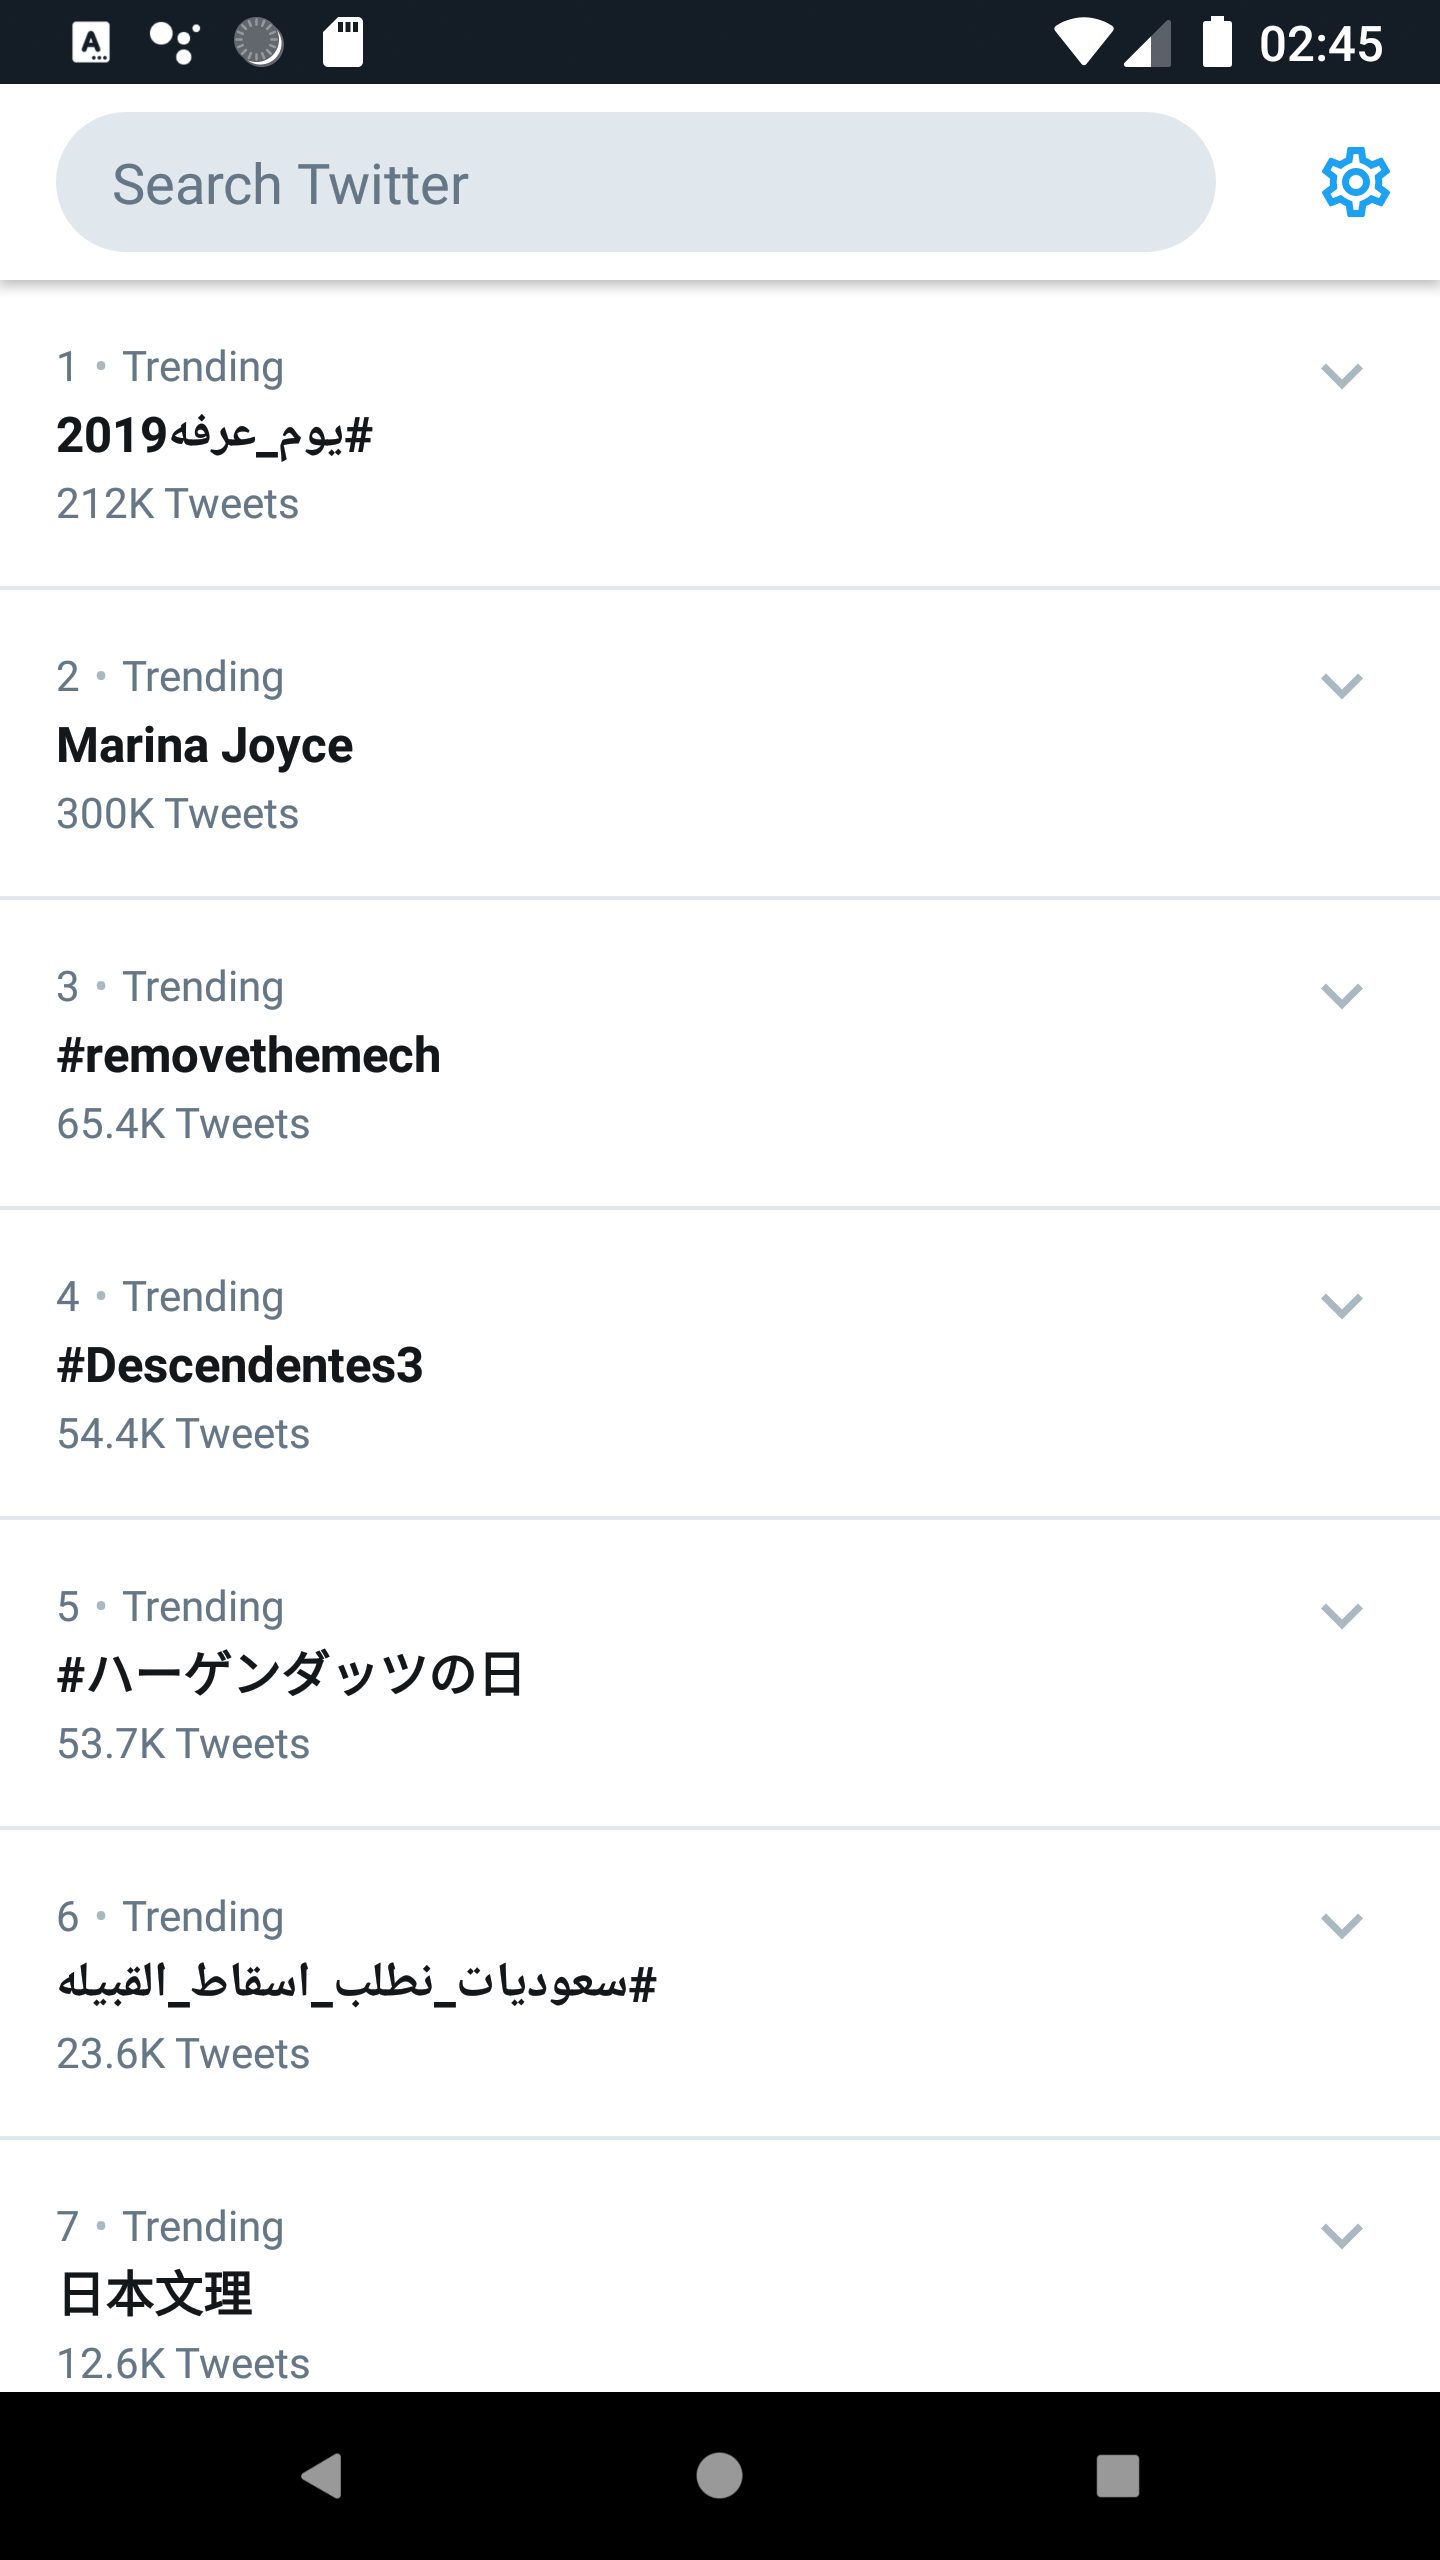 02:45
Search Twitter
1 • Trending
#يوم_عرفه2019
212K Tweets
2 • Trending
Marina Joyce
300K Tweets
3 • Trending
#removethemech
65.4K Tweets
4 • Trending
#Descendentes3
54.4K Tweets
5 • Trending
#ハーゲンダッツの日
53.7K Tweets
6 • Trending
#سعوديات_نطلب_اسقاط_القبيله
23.6K Tweets
7 • Trending
日本文理
12.6K Tweets